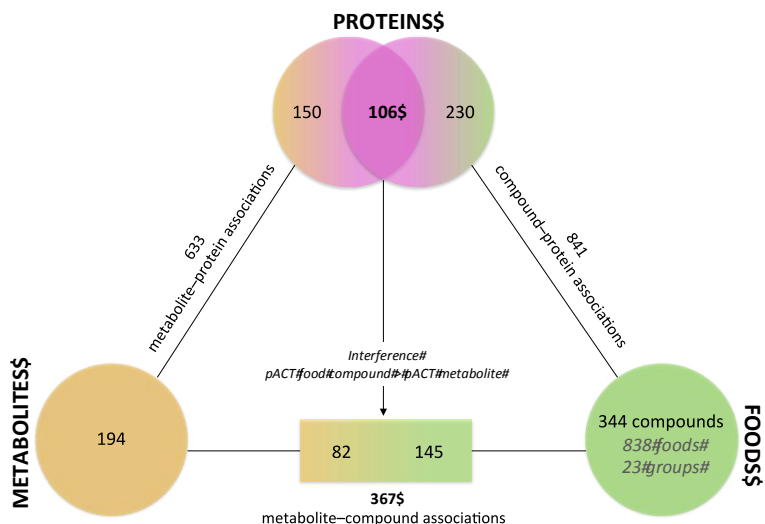 PROTEINS$
150
106$
230
633
metabolite–protein associations
841
compound–protein associations
Interference#
pACT#food#compound#>#pACT#metabolite#
METABOLITES$
194
82
145
367$
metabolite–compound associations
344 compounds
838#foods#
23#groups#
FOODS$